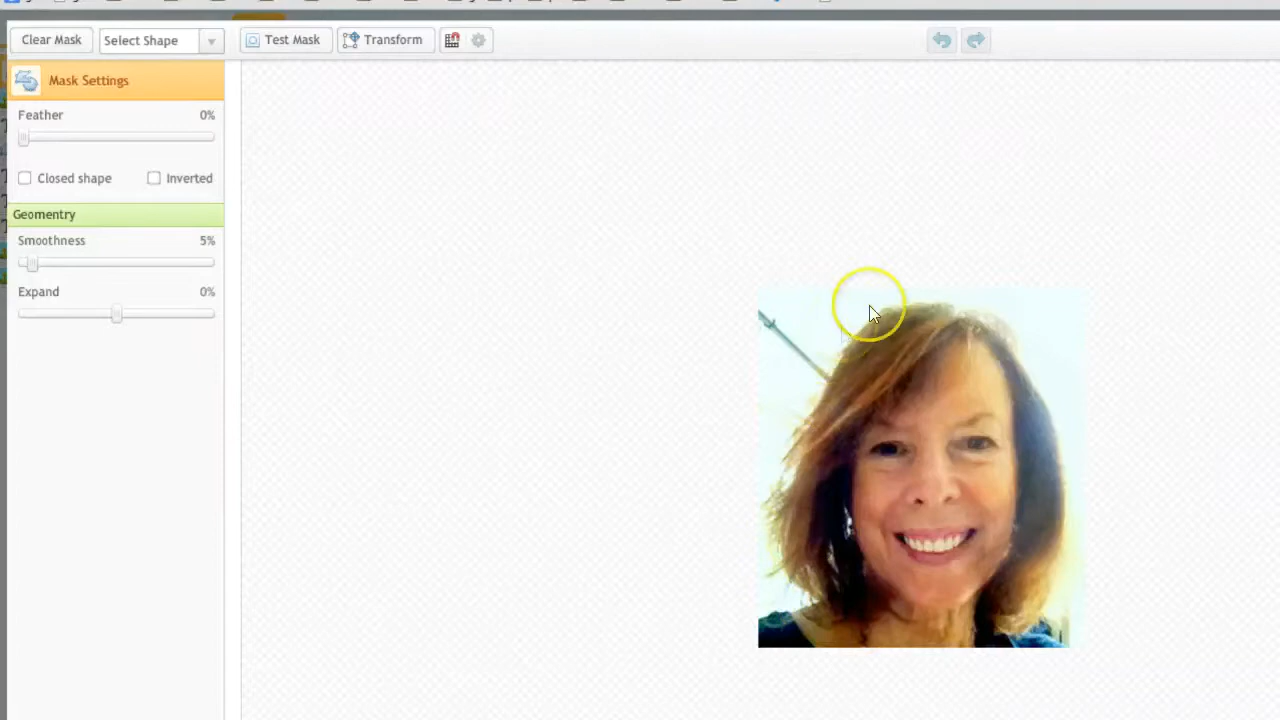 Clear Mask
Select Shape
Test Mask
Transform
Mask Settings
Feather 0%
Closed shape Inverted
Geomentry
Smoothness 5%
Expand 0%